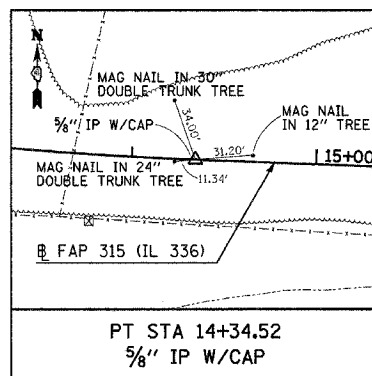 N
MAG NAIL IN 30"
DOUBLE TRUNK TREE
34.00'
MAG NAIL
IN 12" TREE
5/8" IP W/CAP
31.20'
15+00
MAG NAIL IN 24"
DOUBLE TRUNK TREE
11.34'
℄ FAP 315 (IL 336)
PT STA 14+34.52
5/8" IP W/CAP